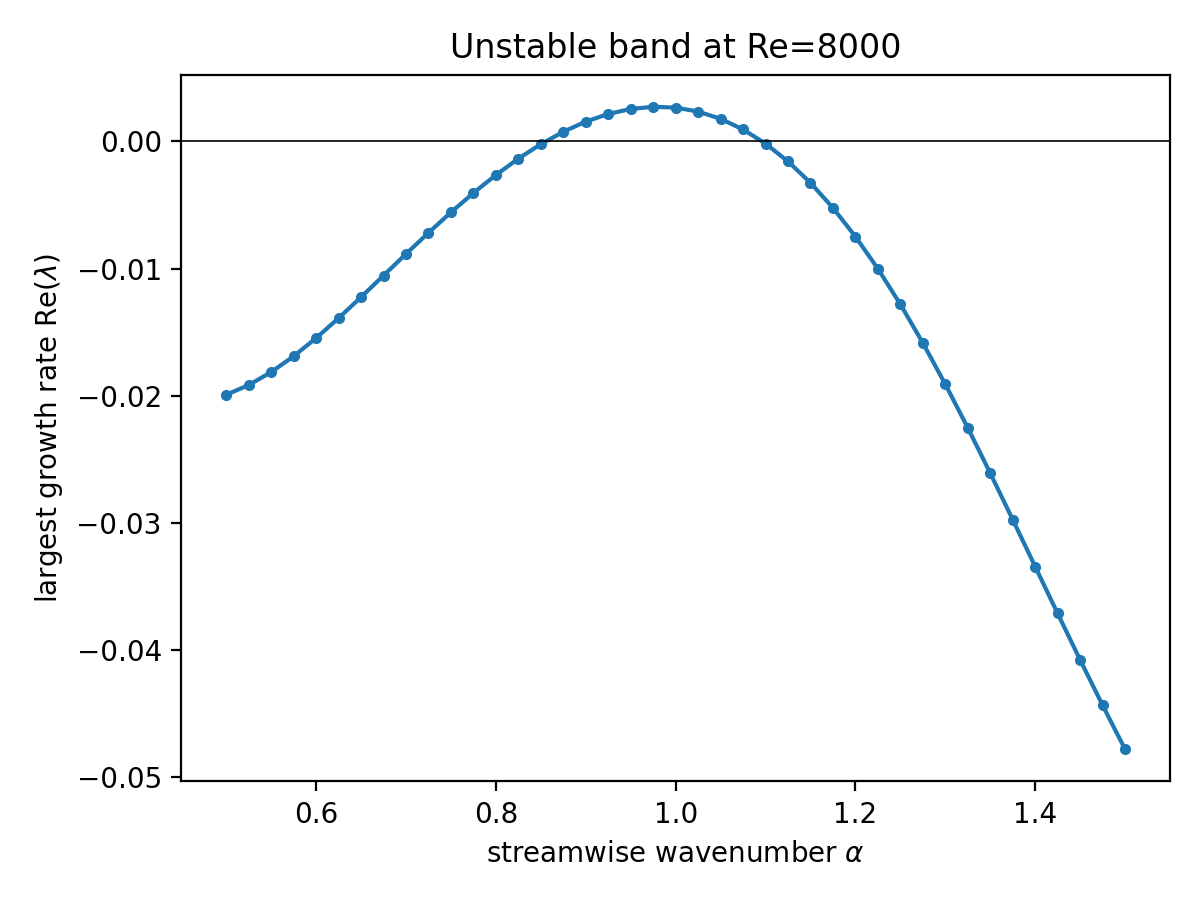 Unstable band at Re=8000
largest growth rate Re(λ)
0.00
−0.01
−0.02
−0.03
−0.04
−0.05
0.6 0.8 1.0 1.2 1.4
streamwise wavenumber α